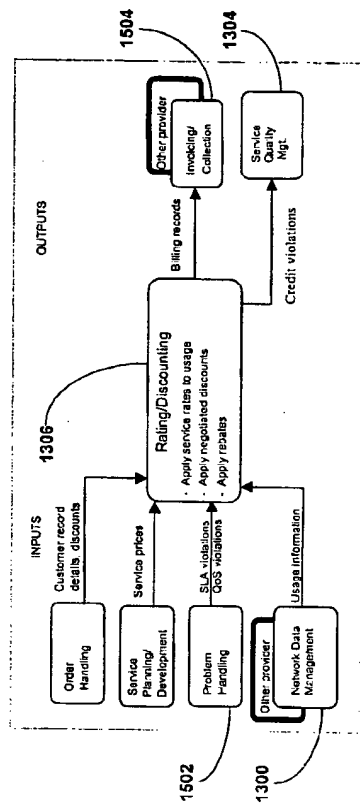 INPUTS
OUTPUTS
1306
1504
1304
1502
1300
Order
Handling
Customer record
details, discounts
Service
Planning/
Development
Service prices
Problem
Handling
SLA violations
QoS violations
Other provider
Network Data
Management
Usage information
Rating/Discounting
- Apply service rates to usage
- Apply negotiated discounts
- Apply rebates
Billing records
Other provider
Invoicing/
Collection
Credit violations
Service
Quality
Mgt.